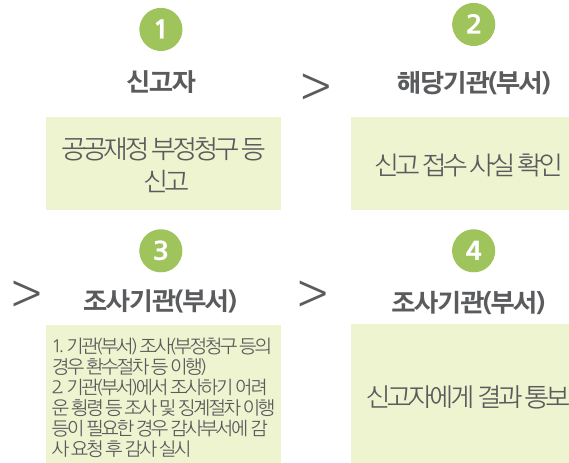 1
신고자
공공재정 부정청구 등
신고
>
2
해당기관(부서)
신고 접수 사실 확인
>
3
조사기관(부서)
1. 기관(부서) 조사(부정청구 등의
경우 환수절차 등 이행)
2. 기관(부서)에서 조사하기 어려
운 횡령 등 조사 및 징계절차 이행
등이 필요한 경우 감사부서에 감
사 요청 후 감사 실시
>
4
조사기관(부서)
신고자에게 결과 통보